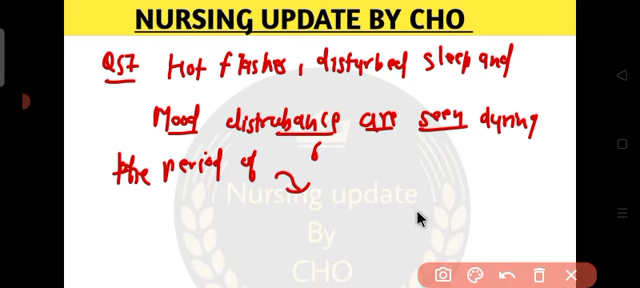 NURSING UPDATE BY CHO
Q57 Hot flashes, disturbed sleep and
Mood distrubance are seen during
the period of
Nursing update
By
CHO